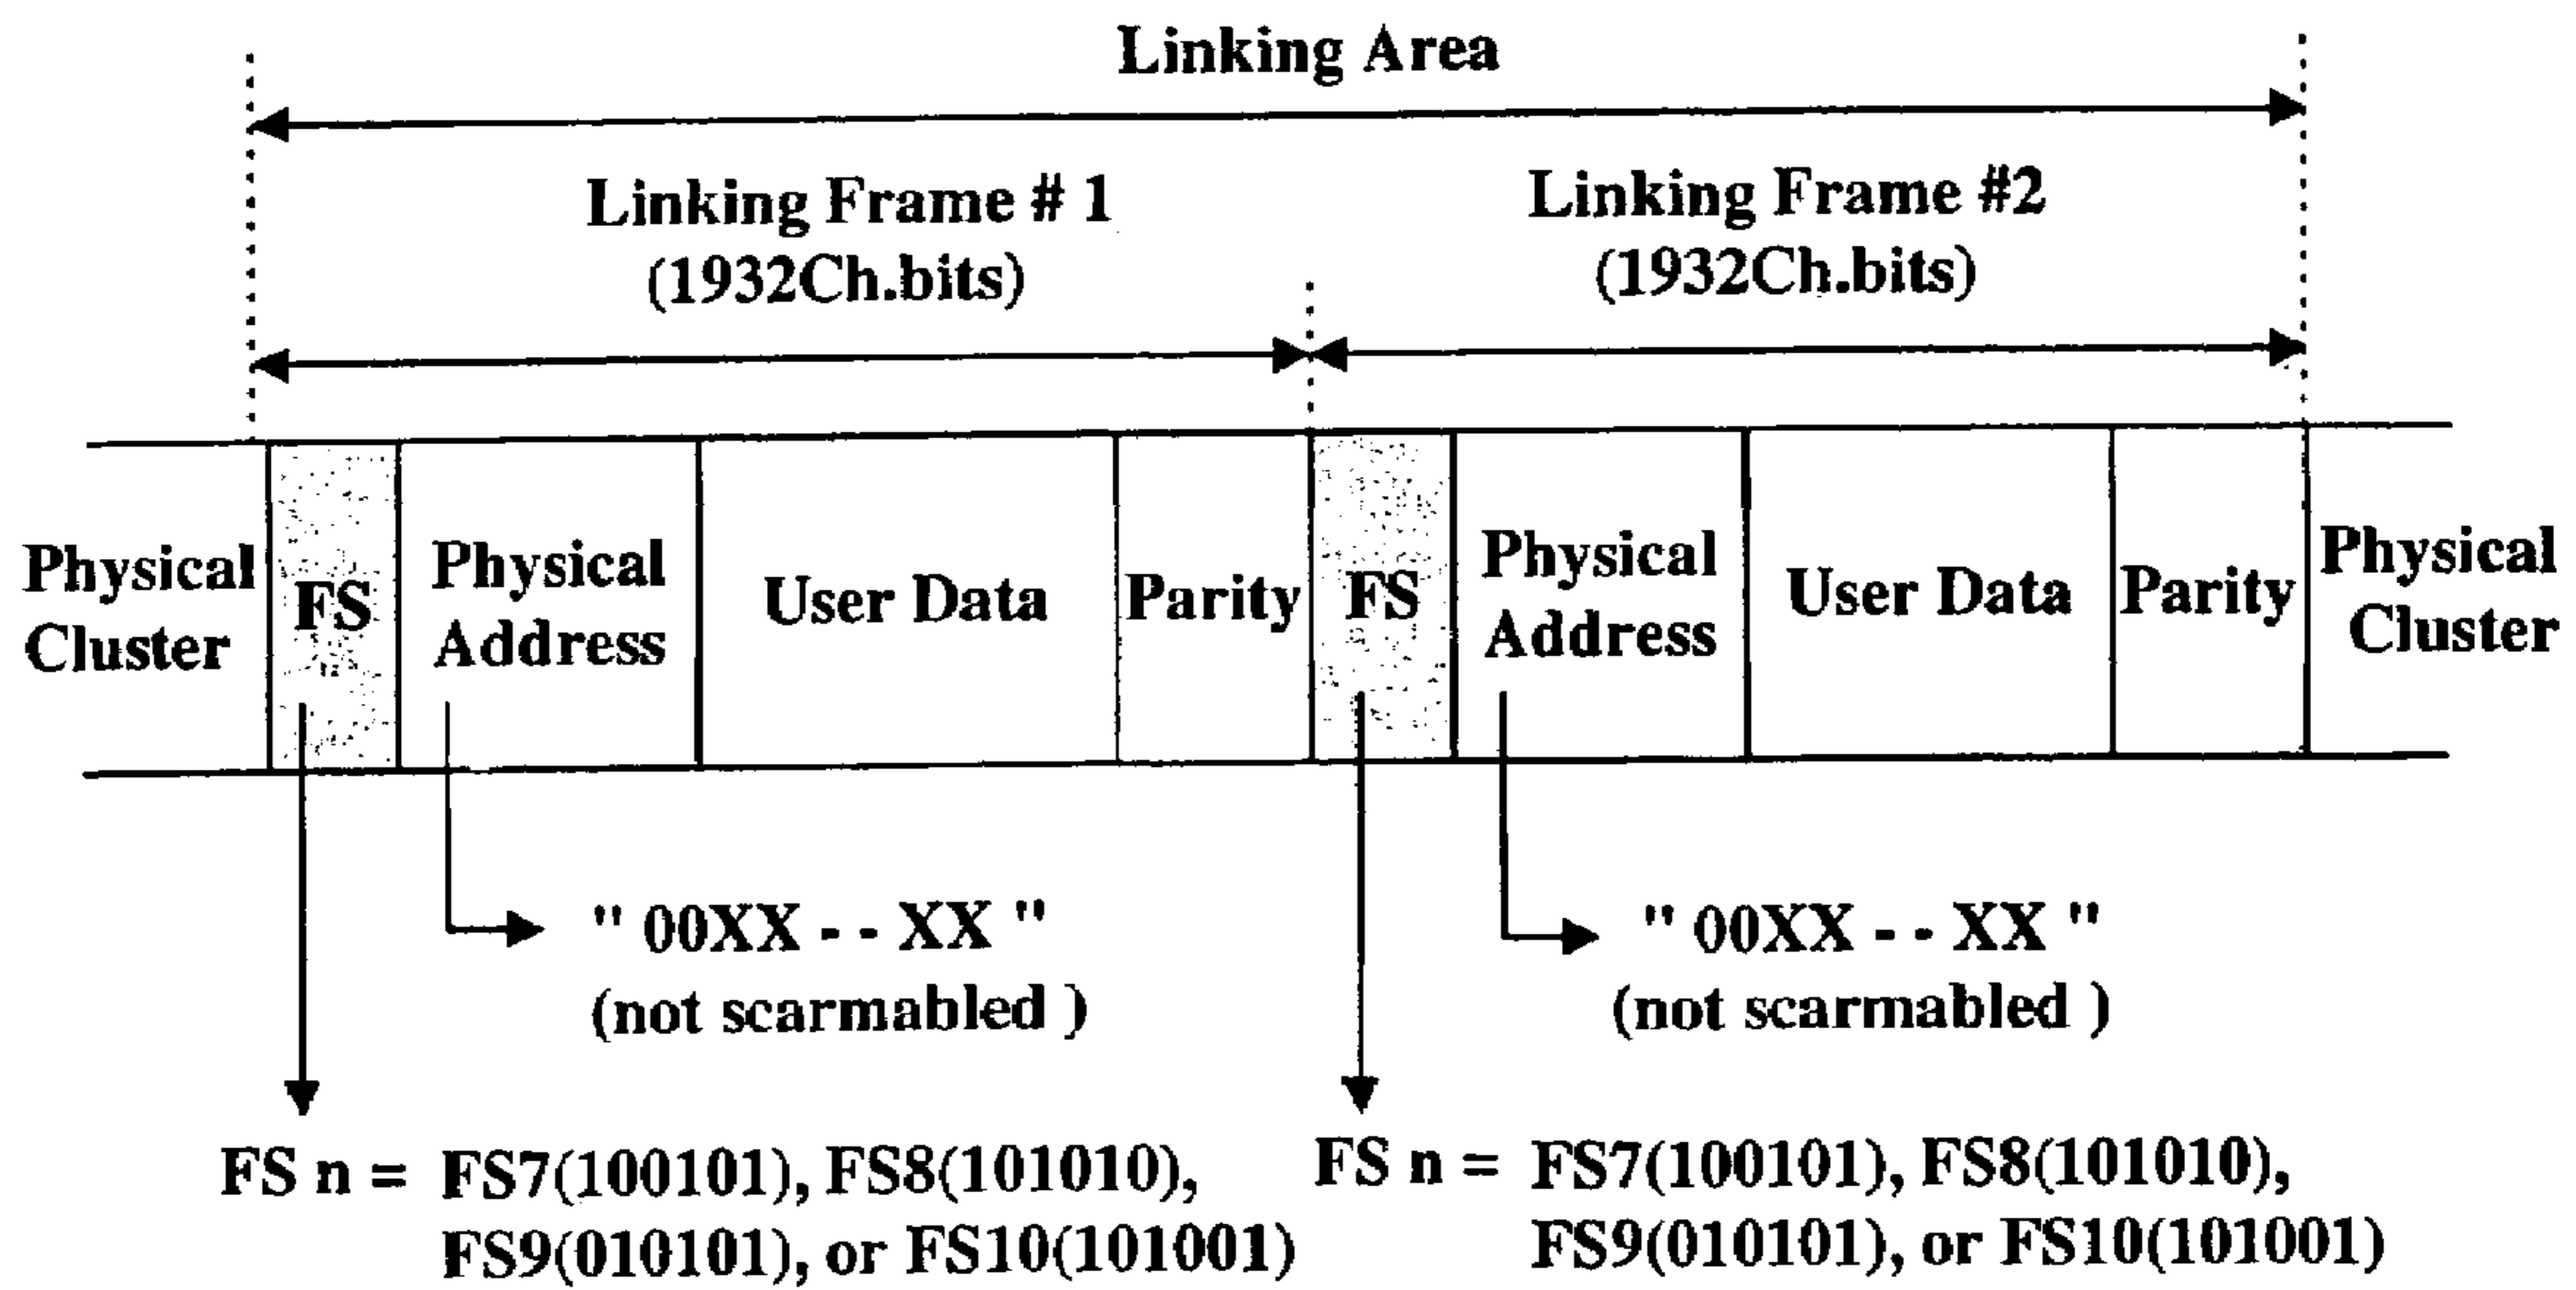 Linking Area
Linking Frame # 1
(1932Ch.bits)
Linking Frame #2
(1932Ch.bits)
Physical
Cluster
FS
Physical
Address
User Data
Parity
FS
Physical
Address
User Data
Parity
Physical
Cluster
" 00XX - - XX "
(not scarmabled )
" 00XX - - XX "
(not scarmabled )
FS n = FS7(100101), FS8(101010),
FS9(010101), or FS10(101001)
FS n = FS7(100101), FS8(101010),
FS9(010101), or FS10(101001)